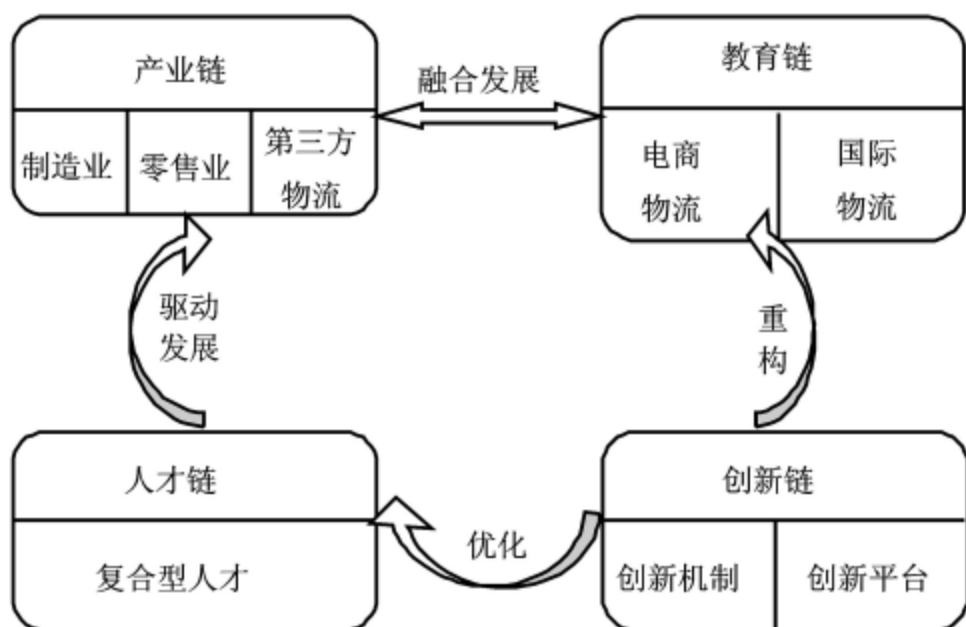 产业链
融合发展
教育链
制造业
零售业
第三方
物流
电商
物流
国际
物流
驱动
发展
重
构
人才链
创新链
优化
复合型人才
创新机制
创新平台